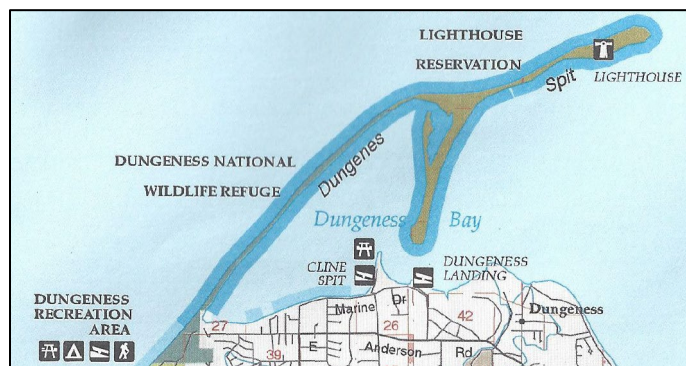 LIGHTHOUSE
RESERVATION
LIGHTHOUSE
Spit
Dungenes
DUNGENESS NATIONAL
WILDLIFE REFUGE
Dungeness Bay
CLINE
SPIT
DUNGENESS
LANDING
DUNGENESS
RECREATION
AREA
Marine Dr
Dungeness
27
26
42
39
E Anderson Rd